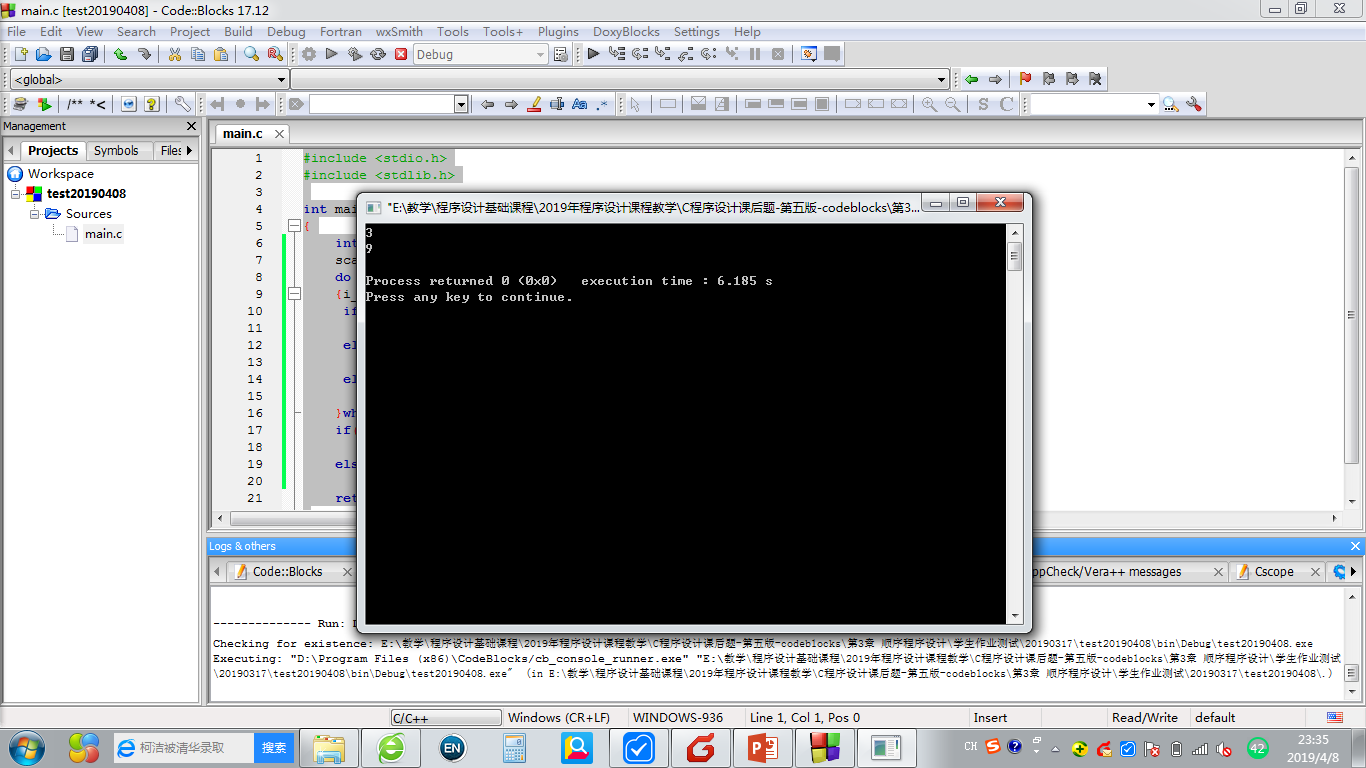 main.c [test20190408] - Code::Blocks 17.12
File Edit View Search Project Build Debug Fortran wxSmith Tools Tools+ Plugins DoxyBlocks Settings Help
Debug
<global>
/** *< Aa .* S C
Management
main.c
Projects Symbols Files
Workspace
test20190408
Sources
main.c
1 #include <stdio.h>
2 #include <stdlib.h>
3
4 int mai
5 {
6 int
7 sca
8 do
9 {i_
10 if
11
12 el
13
14 el
15
16 }wh
17 if
18
19 els
20
21 ret
"E:\教学\程序设计基础课程\2019年程序设计课程教学\C程序设计课后题-第五版-codeblocks\第3...
3
9
Process returned 0 (0x0) execution time : 6.185 s
Press any key to continue.
Logs & others
Code::Blocks ppCheck/Vera++ messages Cscope
-------------- Run:
Checking for existence: E:\教学\程序设计基础课程\2019年程序设计课程教学\C程序设计课后题-第五版-codeblocks\第3章 顺序程序设计\学生作业测试\20190317\test20190408\bin\Debug\test20190408.exe
Executing: "D:\Program Files (x86)\CodeBlocks/cb_console_runner.exe" "E:\教学\程序设计基础课程\2019年程序设计课程教学\C程序设计课后题-第五版-codeblocks\第3章 顺序程序设计\学生作业测试
\20190317\test20190408\bin\Debug\test20190408.exe" (in E:\教学\程序设计基础课程\2019年程序设计课程教学\C程序设计课后题-第五版-codeblocks\第3章 顺序程序设计\学生作业测试\20190317\test20190408\.)
C/C++ Windows (CR+LF) WINDOWS-936 Line 1, Col 1, Pos 0 Insert Read/Write default
柯洁被清华录取 搜索 EN CH 42
23:35
2019/4/8